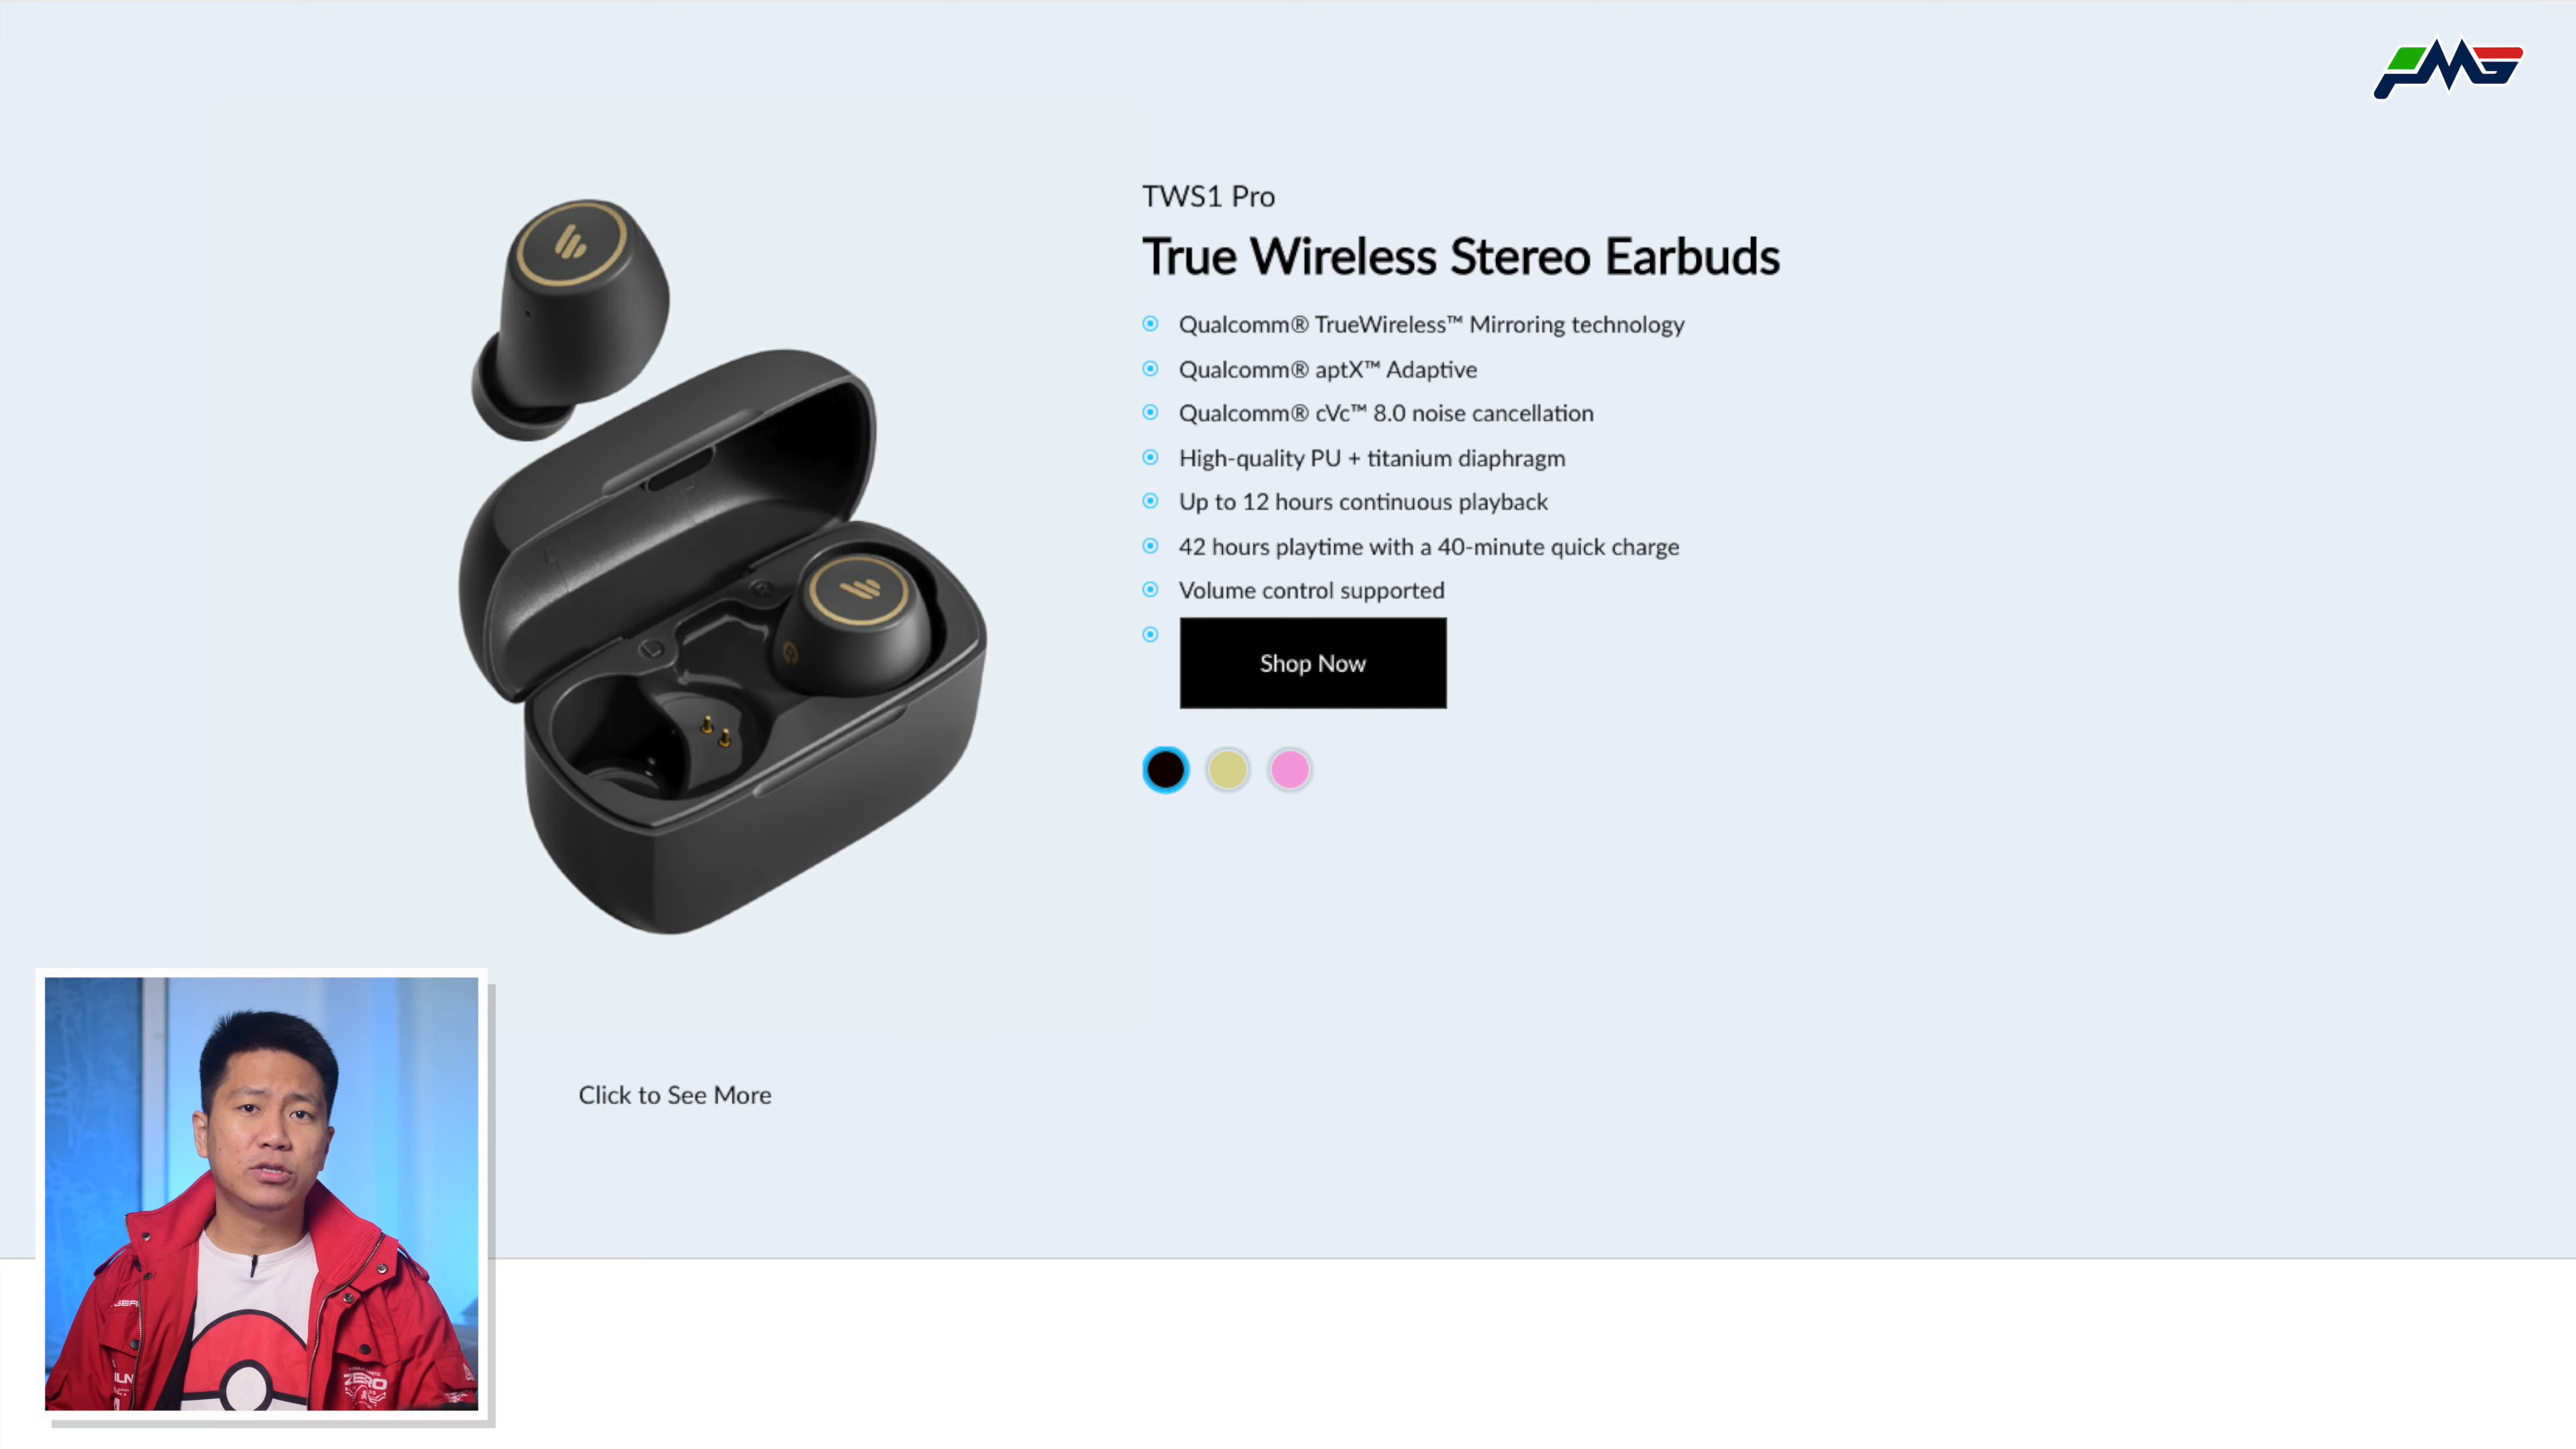 PMG
TWS1 Pro
True Wireless Stereo Earbuds
Qualcomm® TrueWireless™ Mirroring technology
Qualcomm® aptX™ Adaptive
Qualcomm® cVc™ 8.0 noise cancellation
High-quality PU + titanium diaphragm
Up to 12 hours continuous playback
42 hours playtime with a 40-minute quick charge
Volume control supported
Shop Now
R
L
R
Click to See More
ZERO